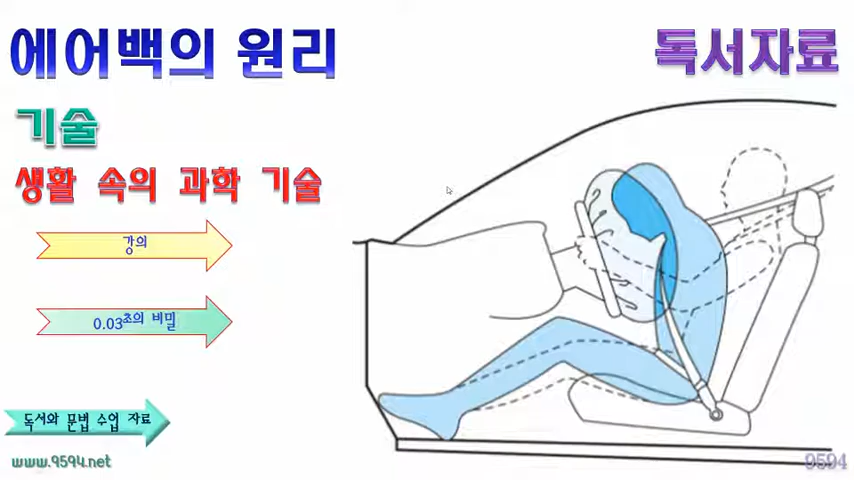 에어백의 원리
독서자료
기술
생활 속의 과학 기술
강의
0.03초의 비밀
독서와 문법 수업 자료
www.9594.net
9594